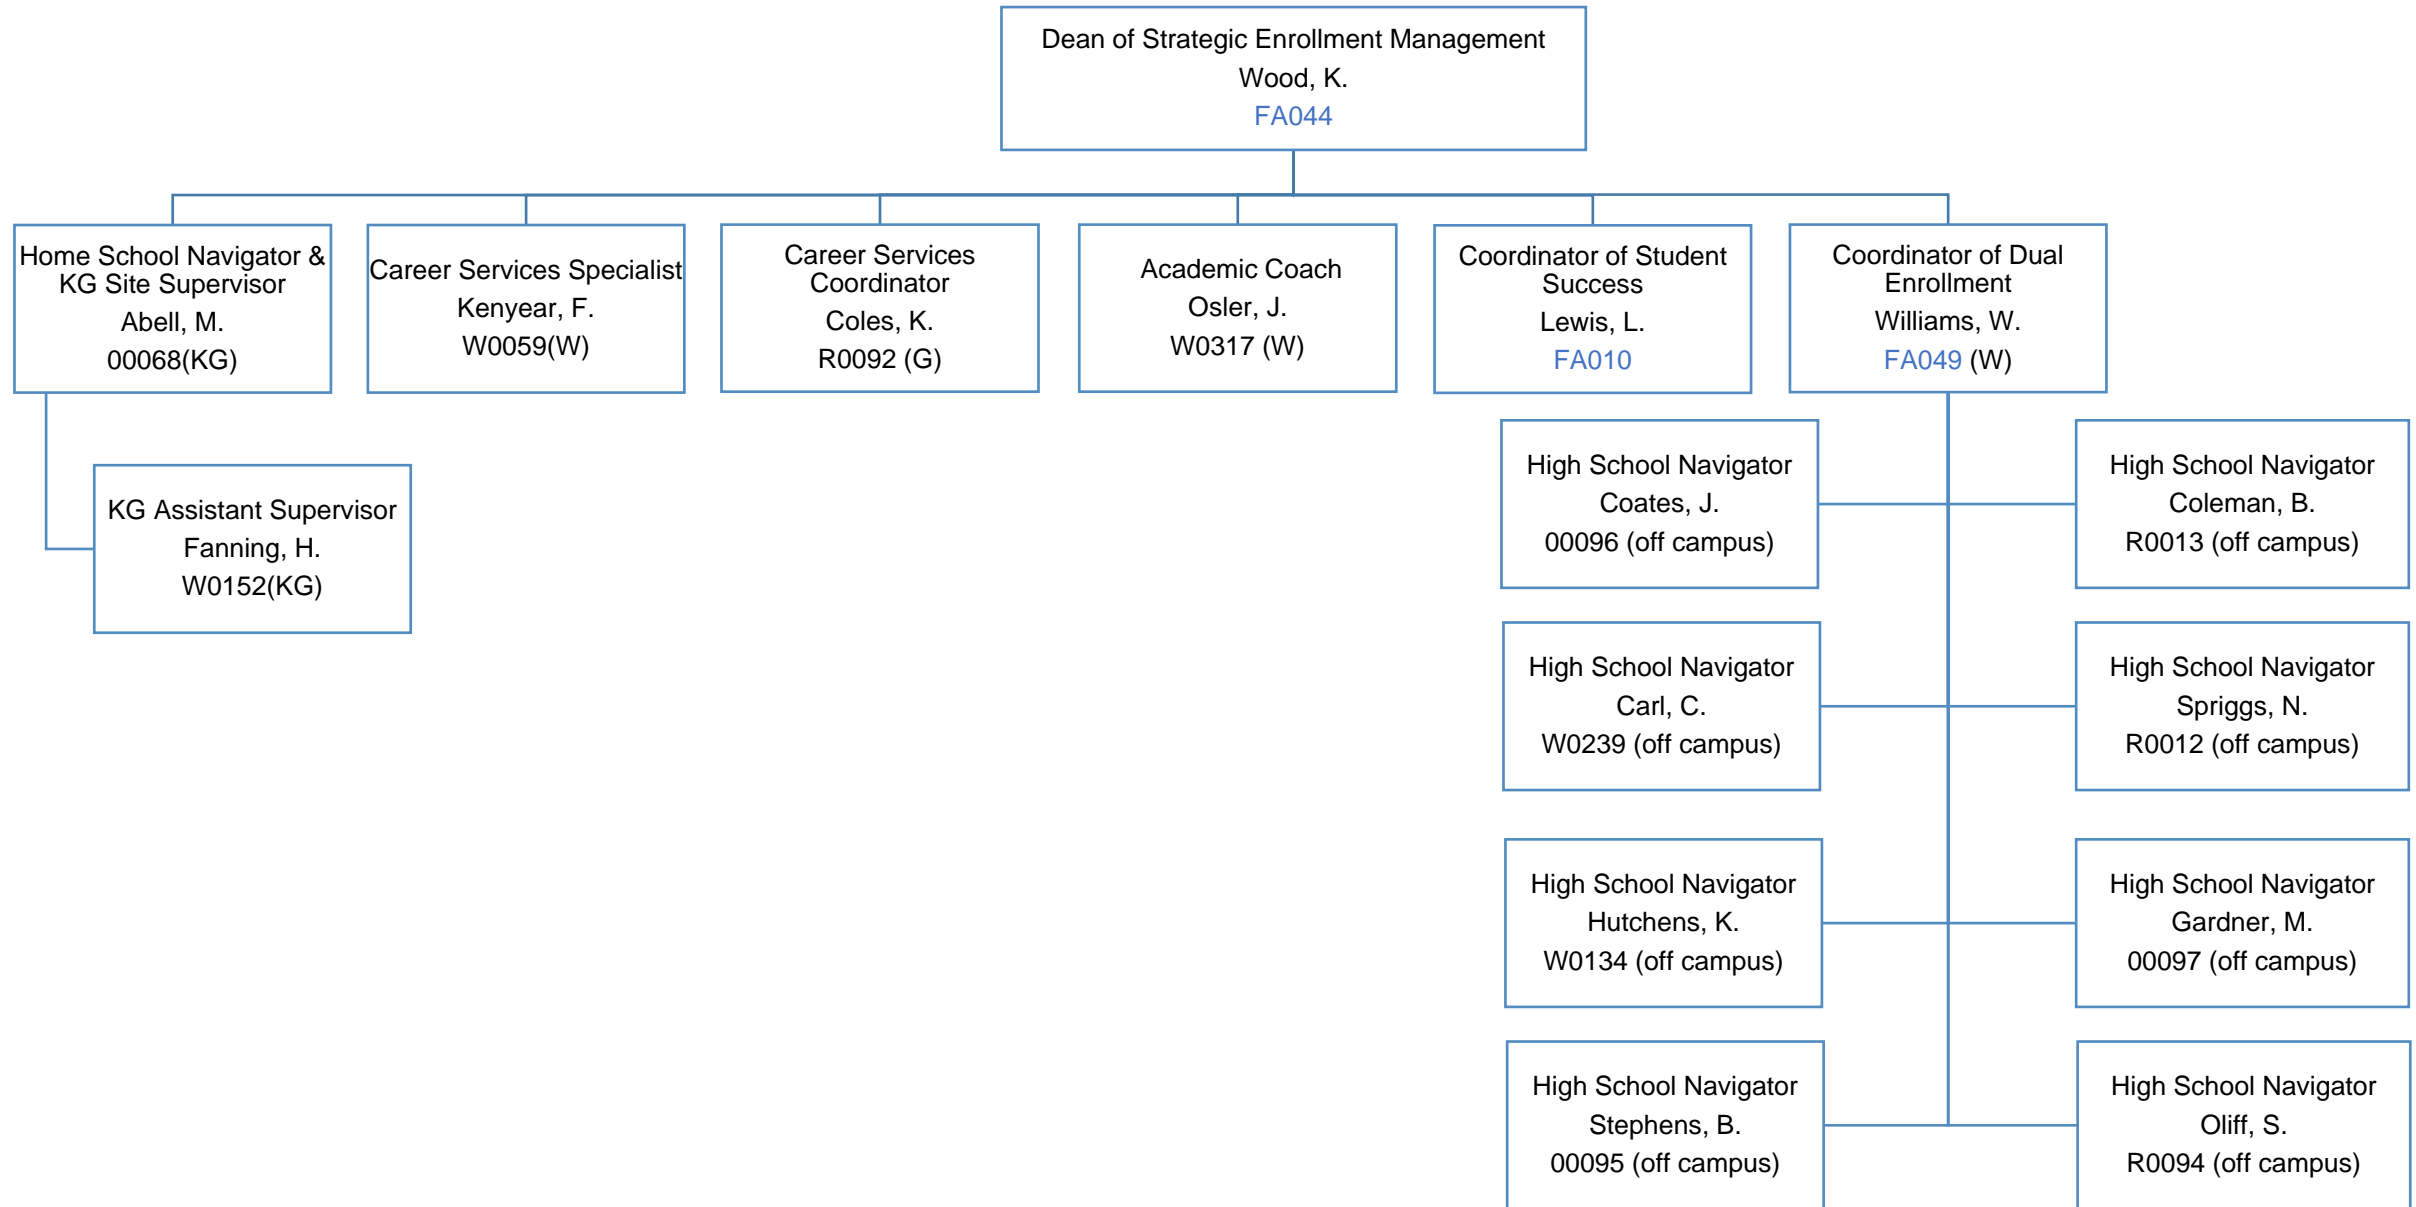 Dean of Strategic Enrollment Management
Wood, K.
FA044
Home School Navigator &
KG Site Supervisor
Abell, M.
00068(KG)
Career Services Specialist
Kenyear, F.
W0059(W)
Career Services
Coordinator
Coles, K.
R0092 (G)
Academic Coach
Osler, J.
W0317 (W)
Coordinator of Student
Success
Lewis, L.
FA010
Coordinator of Dual
Enrollment
Williams, W.
FA049 (W)
KG Assistant Supervisor
Fanning, H.
W0152(KG)
High School Navigator
Coates, J.
00096 (off campus)
High School Navigator
Coleman, B.
R0013 (off campus)
High School Navigator
Carl, C.
W0239 (off campus)
High School Navigator
Spriggs, N.
R0012 (off campus)
High School Navigator
Hutchens, K.
W0134 (off campus)
High School Navigator
Gardner, M.
00097 (off campus)
High School Navigator
Stephens, B.
00095 (off campus)
High School Navigator
Oliff, S.
R0094 (off campus)